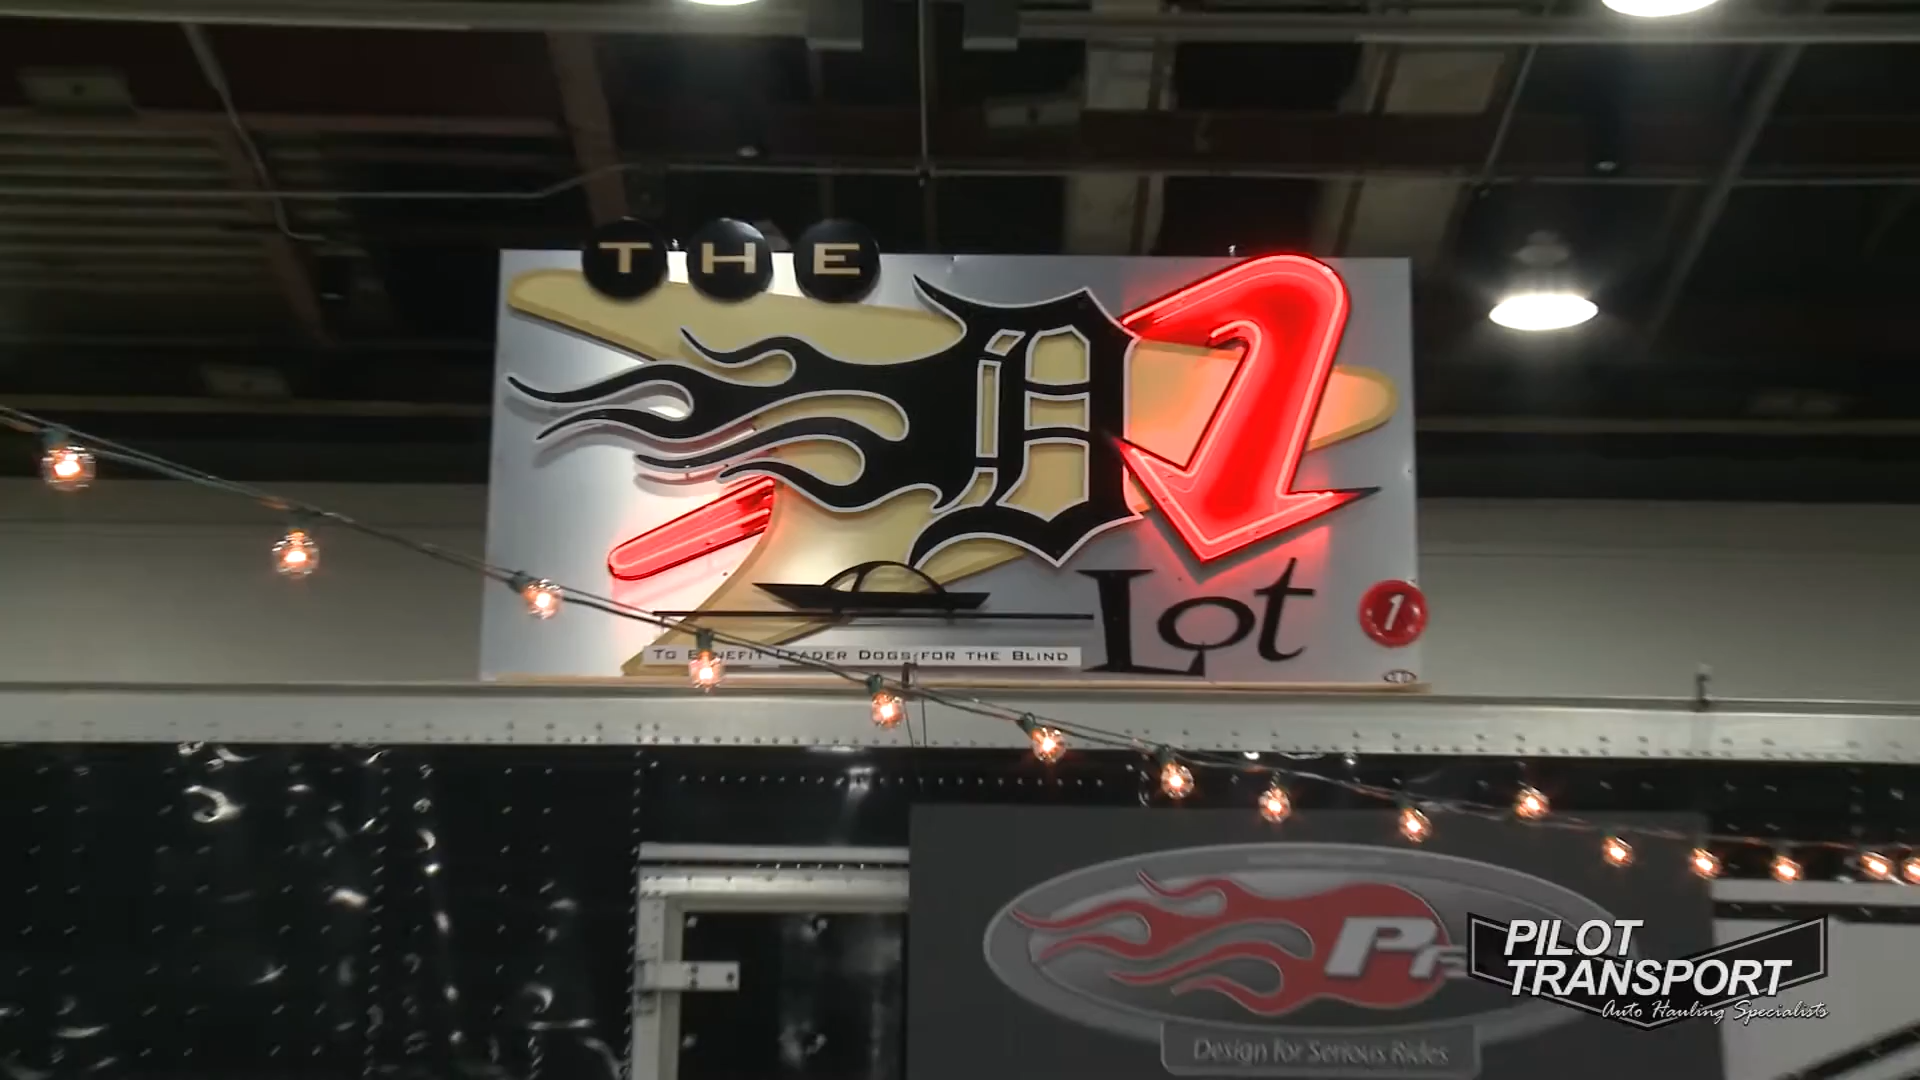 THE
D
Lot
1
To Benefit Leader Dogs for the Blind
PILOT
TRANSPORT
Auto Hauling Specialists
Design for Serious Rides